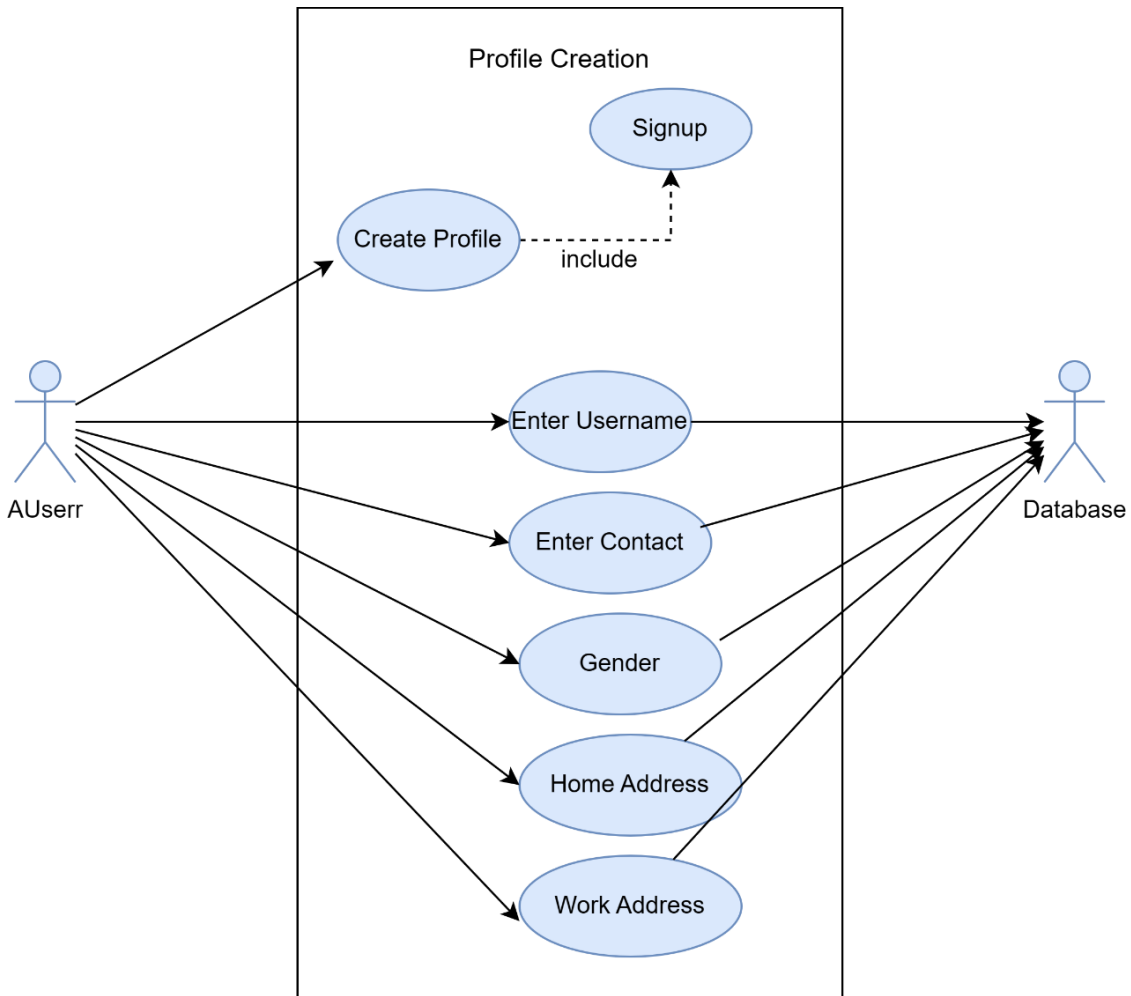 Profile Creation
Signup
Create Profile
include
Enter Username
AUserr
Database
Enter Contact
Gender
Home Address
Work Address